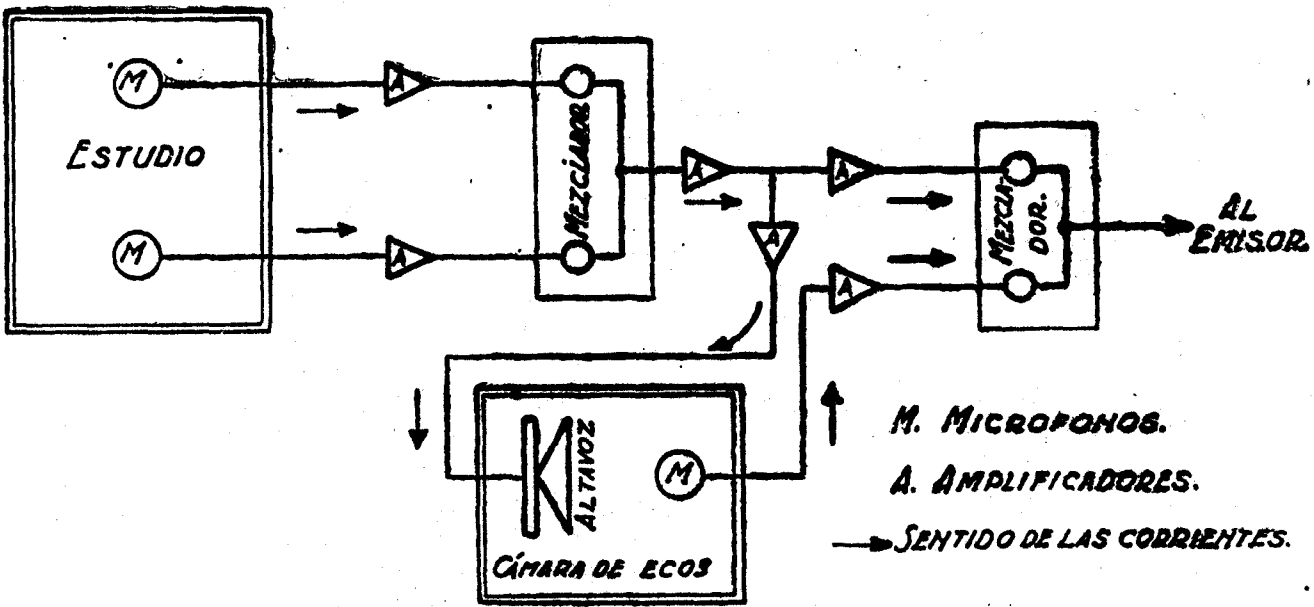 M
A
ESTUDIO
M
A
MEZCLADOR
A
A
A
A
MEZCLA-
DOR.
AL
EMISOR.
ALTAVOZ
M
CÁMARA DE ECOS
M. MICROFONOS.
A. AMPLIFICADORES.
SENTIDO DE LAS CORRIENTES.